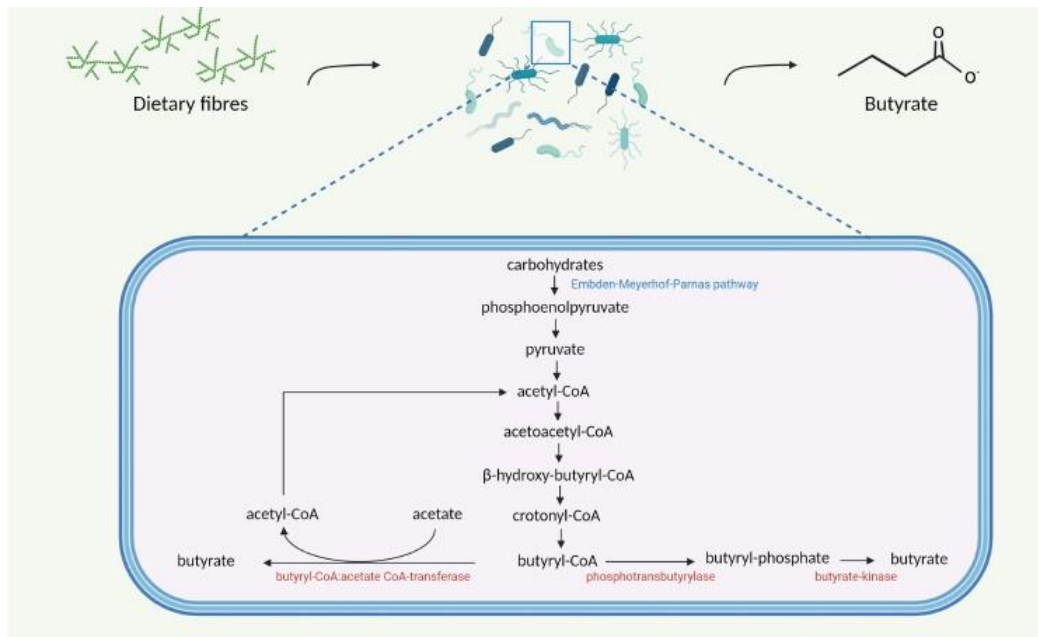 Dietary fibres
O
O-
Butyrate
carbohydrates
Embden-Meyerhof-Parnas pathway
phosphoenolpyruvate
pyruvate
acetyl-CoA
acetoacetyl-CoA
β-hydroxy-butyryl-CoA
acetyl-CoA
acetate
crotonyl-CoA
butyrate
butyryl-CoA:acetate CoA-transferase
butyryl-CoA
phosphotransbutyrylase
butyryl-phosphate
butyrate-kinase
butyrate